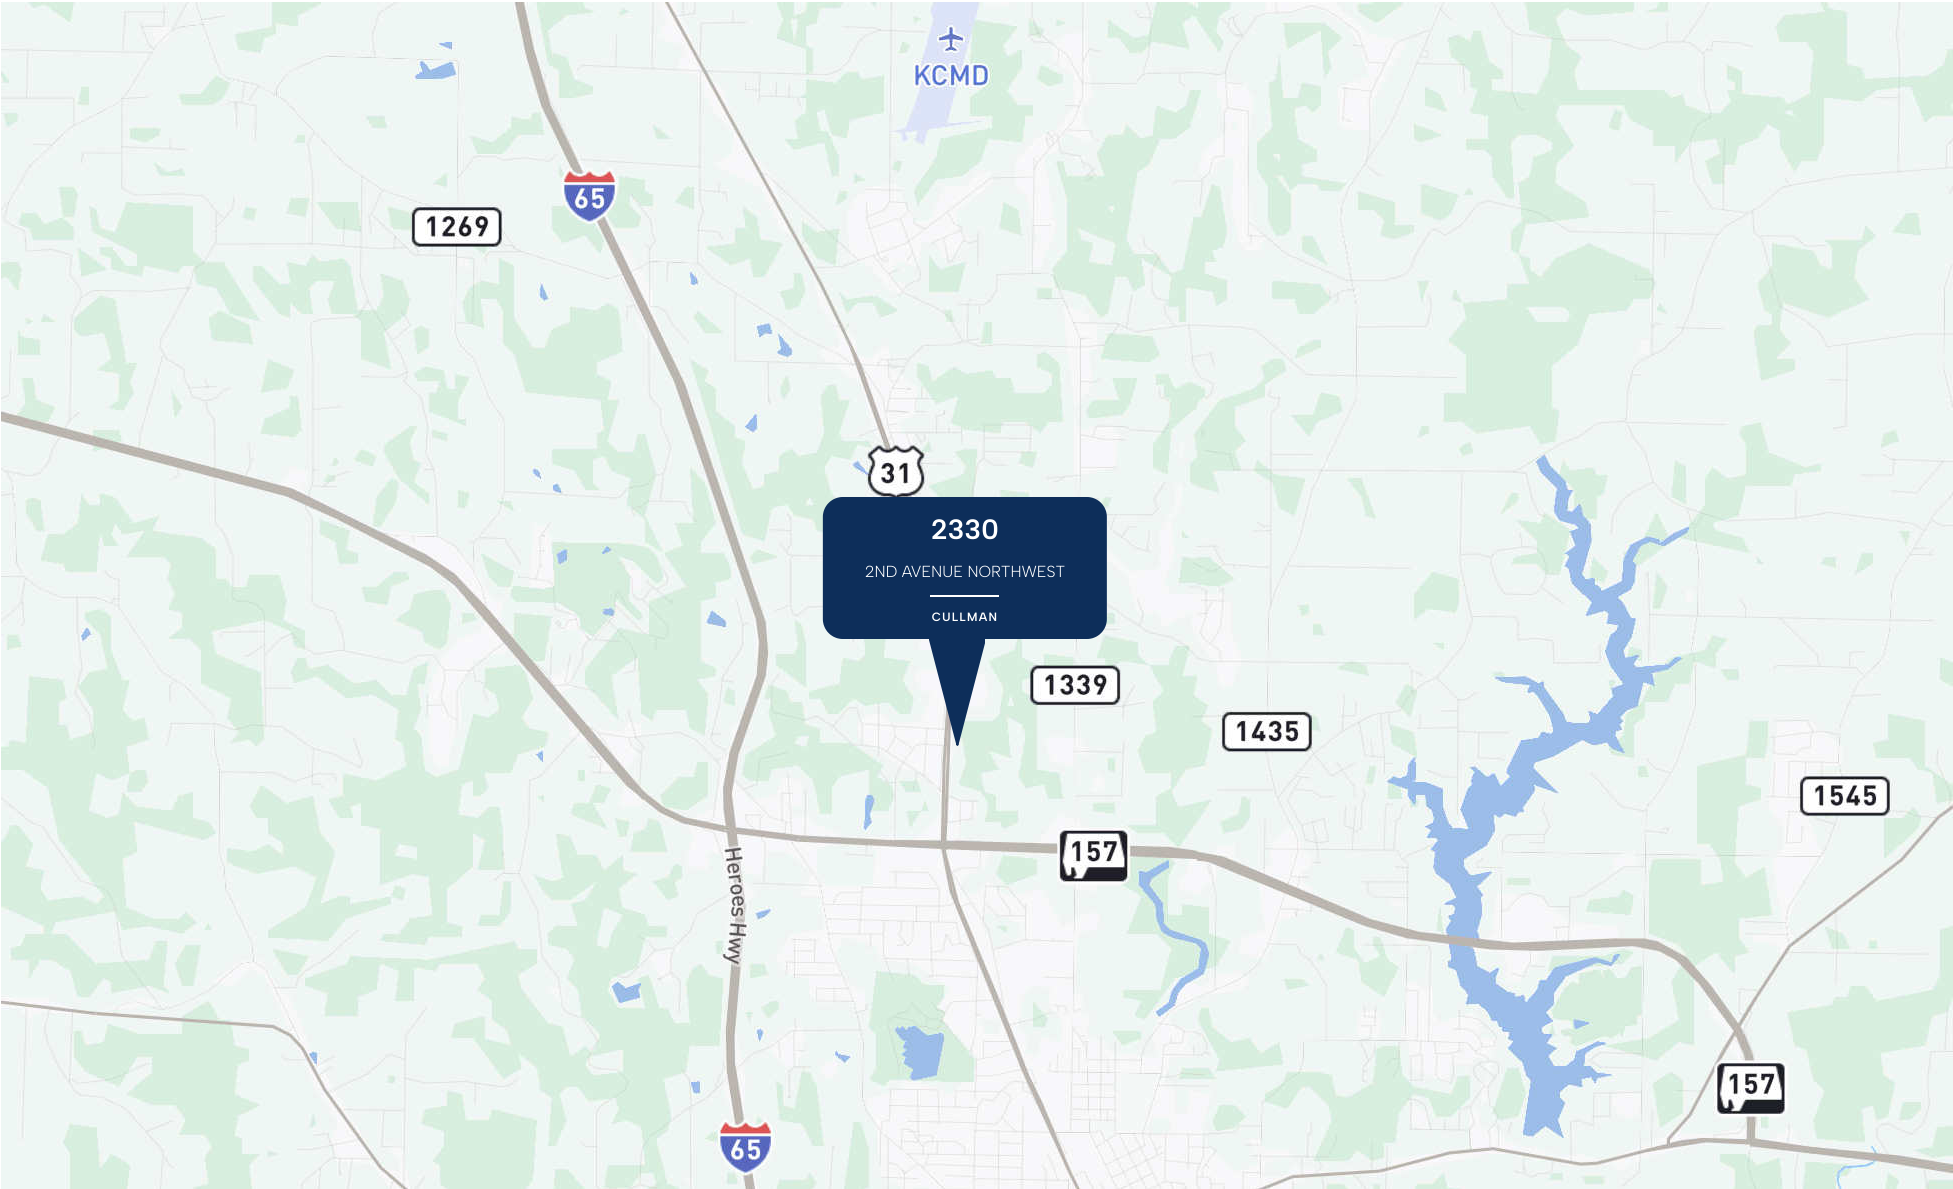 KCMD
65
1269
31
2330
2ND AVENUE NORTHWEST
CULLMAN
1339
1435
1545
157
Heroes Hwy
157
65